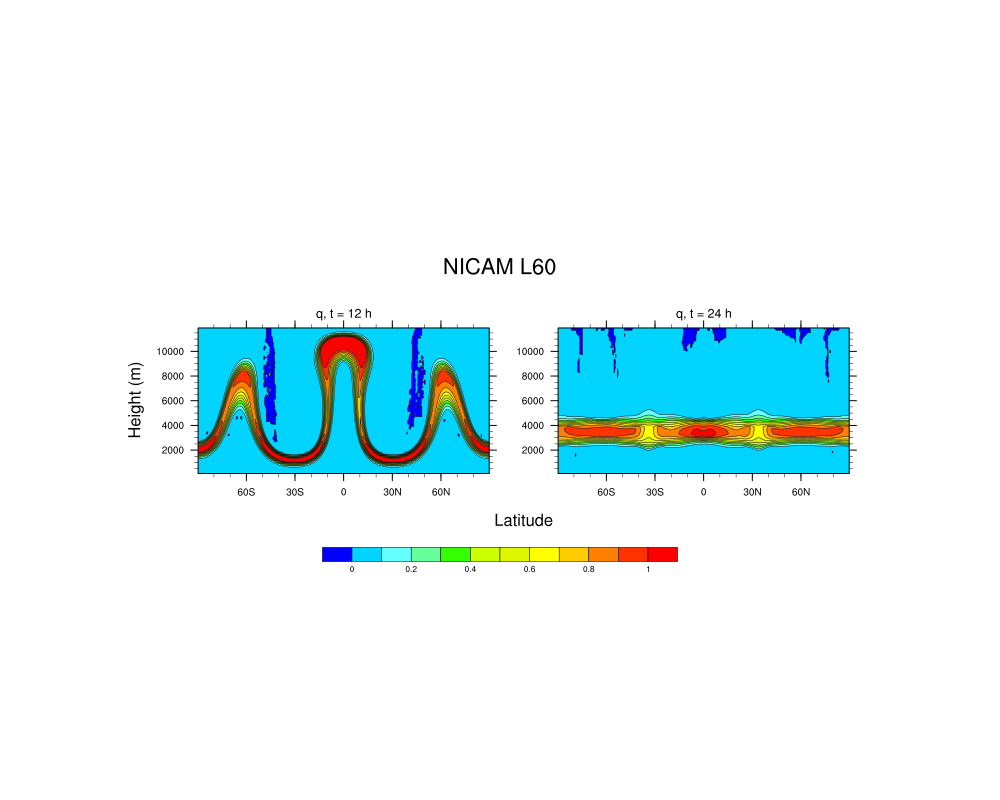 NICAM L60
q, t = 12 h
q, t = 24 h
Height (m)
10000
8000
6000
4000
2000
10000
8000
6000
4000
2000
60S 30S 0 30N 60N
60S 30S 0 30N 60N
Latitude
0 0.2 0.4 0.6 0.8 1